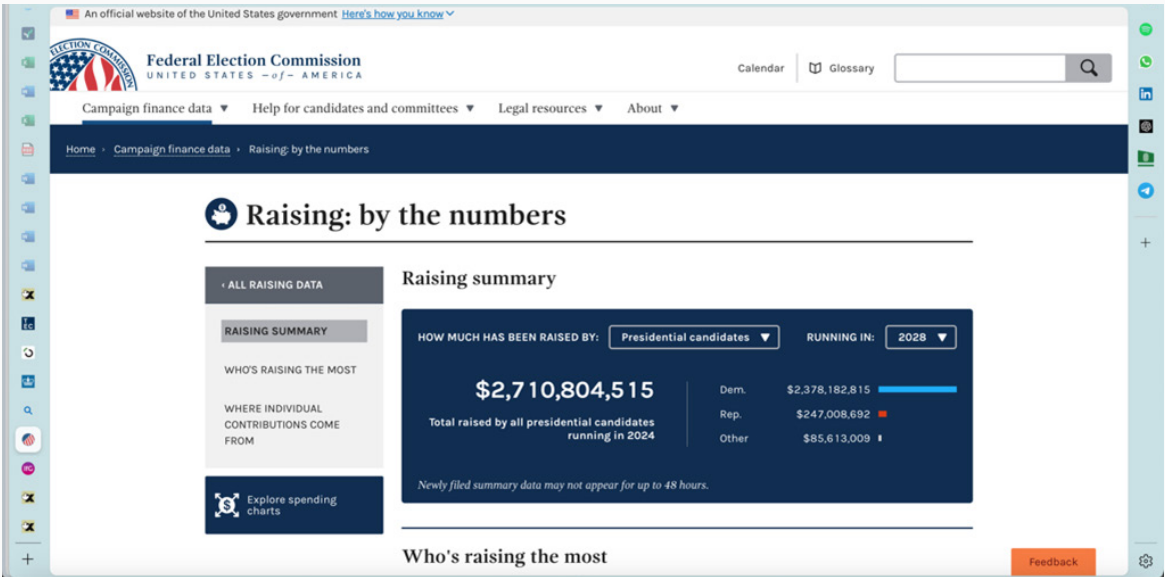 An official website of the United States government Here's how you know
ELECTION COMM
Federal Election Commission
UNITED STATES -of- AMERICA
Calendar
Glossary
Campaign finance data ▼ Help for candidates and committees ▼ Legal resources ▼ About ▼
Home › Campaign finance data › Raising: by the numbers
Raising: by the numbers
‹ ALL RAISING DATA
RAISING SUMMARY
WHO'S RAISING THE MOST
WHERE INDIVIDUAL
CONTRIBUTIONS COME
FROM
Explore spending
charts
Raising summary
HOW MUCH HAS BEEN RAISED BY: Presidential candidates ▼ RUNNING IN: 2028 ▼
$2,710,804,515
Total raised by all presidential candidates
running in 2024
Dem. $2,378,182,815
Rep. $247,008,692
Other $85,613,009
Newly filed summary data may not appear for up to 48 hours.
Who's raising the most
Feedback